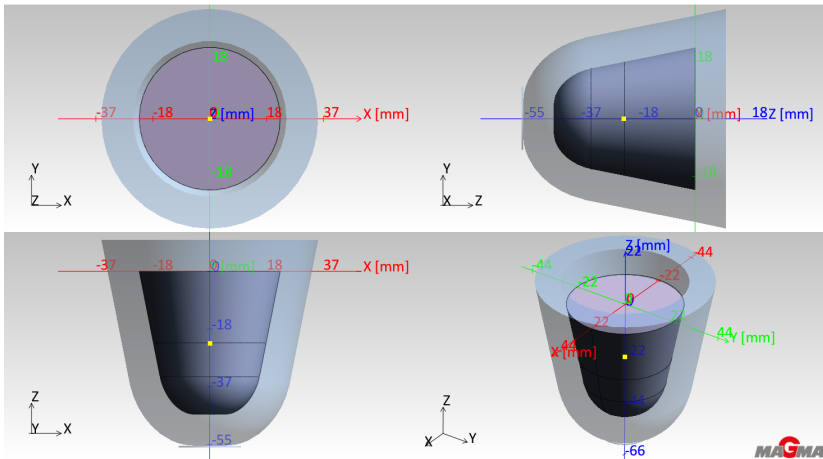 18
-37 -18 0 Z [mm] 18 37 X [mm]
-18
Y
Z X
18
-55 -37 -18 0 X [mm] 18 Z [mm]
-18
Y
X Z
-37 -18 0 Y [mm] 18 37 X [mm]
-18
-37
-55
Z
Y X
Z [mm]
22
-44
-44
-22
-22
0
22
22
44 Y [mm]
44
X [mm]
-22
-44
-66
Z
X Y
MAGMA